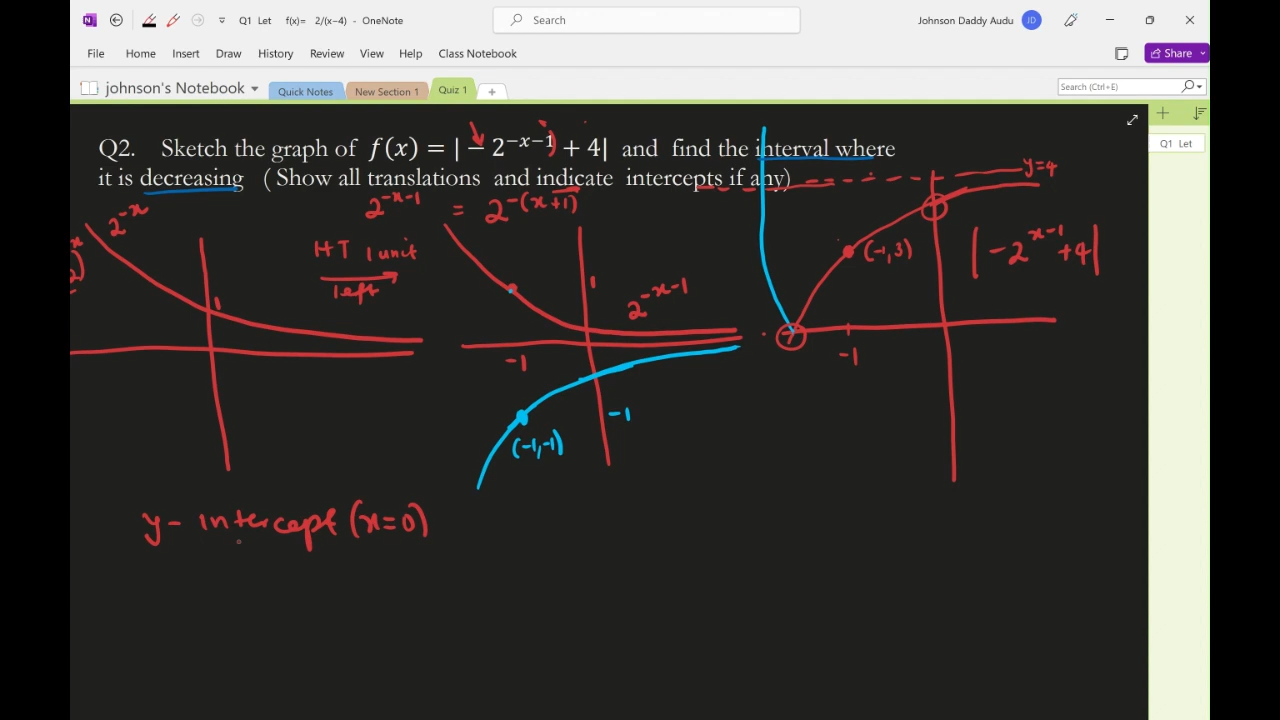 Q1 Let f(x)= 2/(x−4) - OneNote
Search
Johnson Daddy Audu
JD
File Home Insert Draw History Review View Help Class Notebook
Share
johnson's Notebook
Quick Notes
New Section 1
Quiz 1
Search (Ctrl+E)
Q1 Let
Q2. Sketch the graph of f(x) = | − 2^{−x−1} + 4| and find the interval where
it is decreasing ( Show all translations and indicate intercepts if any)
y=4
2^{-x}
2^{-x-1} = 2^{-(x+1)}
HT 1 unit
left
1
1
2^{-x-1}
-1
-1
(-1,-1)
(-1,3)
|-2^{x-1}+4|
-1
y- intercept (x=0)